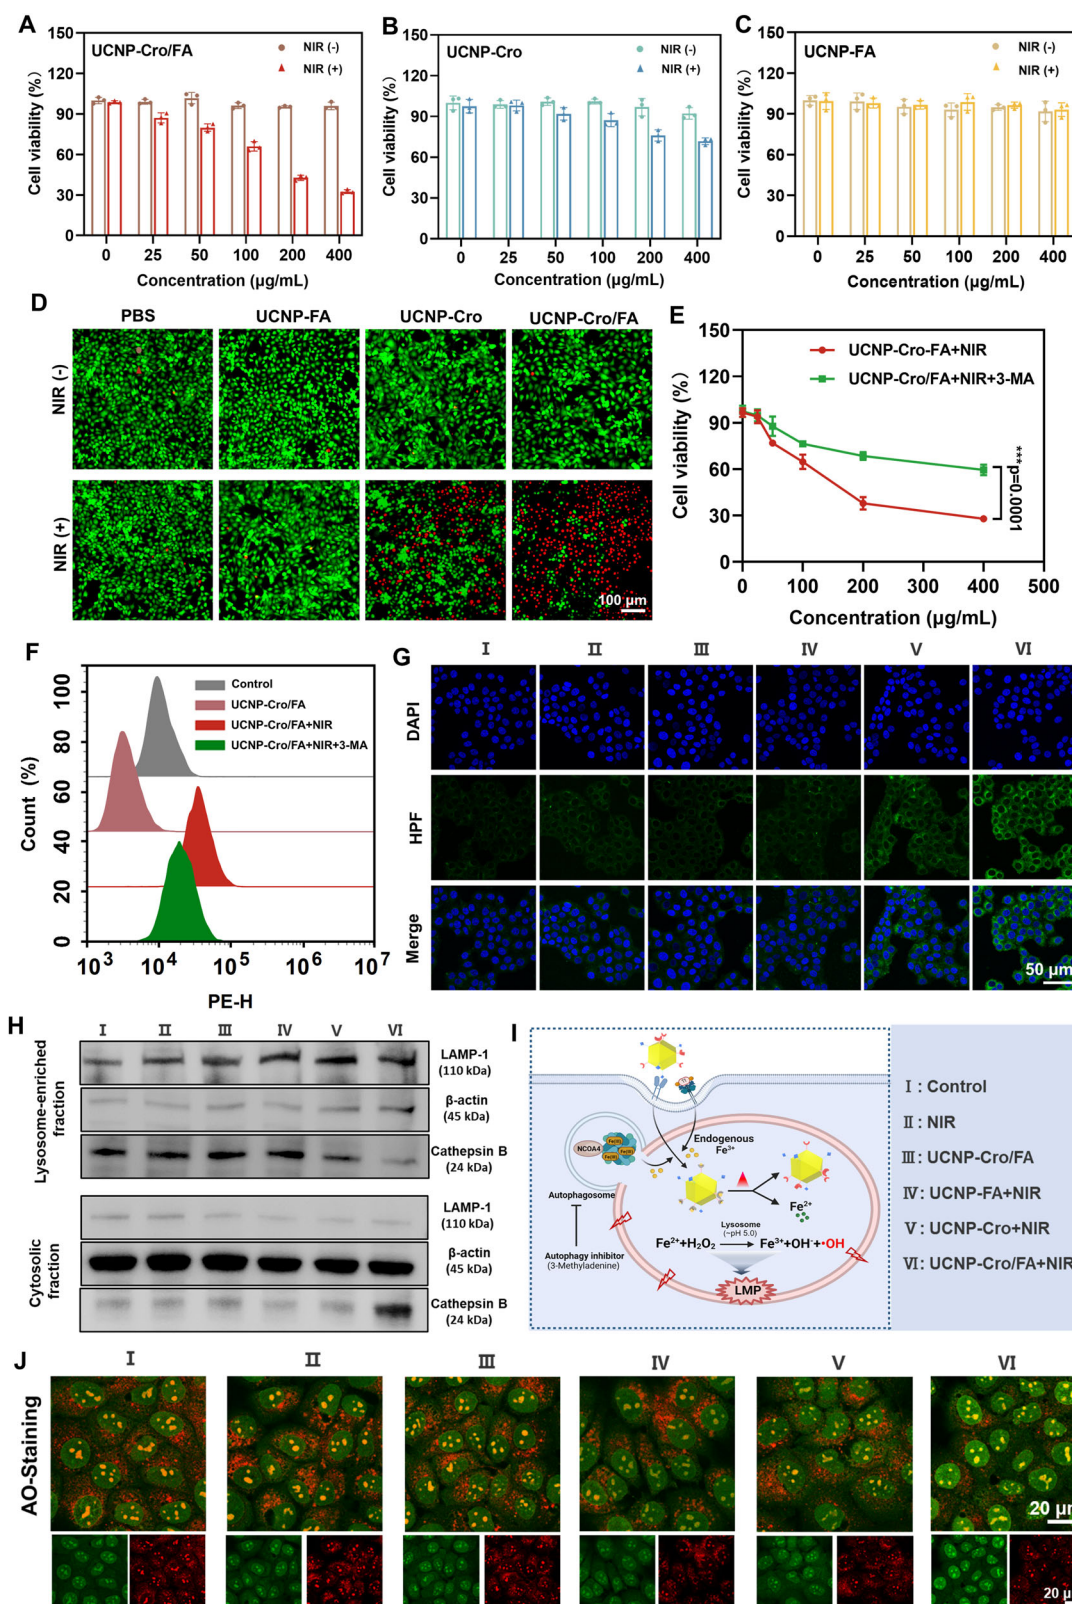 A
UCNP-Cro/FA
NIR (-)
NIR (+)
Cell viability (%)
150
120
90
60
30
0
0 25 50 100 200 400
Concentration (µg/mL)
B
UCNP-Cro
NIR (-)
NIR (+)
Cell viability (%)
150
120
90
60
30
0
0 25 50 100 200 400
Concentration (µg/mL)
C
UCNP-FA
NIR (-)
NIR (+)
Cell viability (%)
150
120
90
60
30
0
0 25 50 100 200 400
Concentration (µg/mL)
D
PBS UCNP-FA UCNP-Cro UCNP-Cro/FA
NIR (-)
NIR (+)
100 µm
E
UCNP-Cro-FA+NIR
UCNP-Cro/FA+NIR+3-MA
Cell viability (%)
150
120
90
60
30
0
***p=0.0001
0 100 200 300 400 500
Concentration (µg/mL)
F
Control
UCNP-Cro/FA
UCNP-Cro/FA+NIR
UCNP-Cro/FA+NIR+3-MA
Count (%)
100
80
60
40
20
0
10³ 10⁴ 10⁵ 10⁶ 10⁷
PE-H
G
I II III IV V VI
DAPI
HPF
Merge
50 µm
H
I II III IV V VI
Lysosome-enriched
fraction
LAMP-1
(110 kDa)
β-actin
(45 kDa)
Cathepsin B
(24 kDa)
Cytosolic
fraction
LAMP-1
(110 kDa)
β-actin
(45 kDa)
Cathepsin B
(24 kDa)
I
NCOA4
Fe(III)
Fe(III)
Fe(III)
Endogenous
Fe³⁺
Autophagosome
Autophagy inhibitor
(3-Methyladenine)
Fe²⁺
Lysosome
(~pH 5.0)
Fe²⁺+H₂O₂ Fe³⁺+OH⁻+•OH
LMP
I : Control
II : NIR
III : UCNP-Cro/FA
IV : UCNP-FA+NIR
V : UCNP-Cro+NIR
VI : UCNP-Cro/FA+NIR
J
I II III IV V VI
AO-Staining
20 µm
20 µ